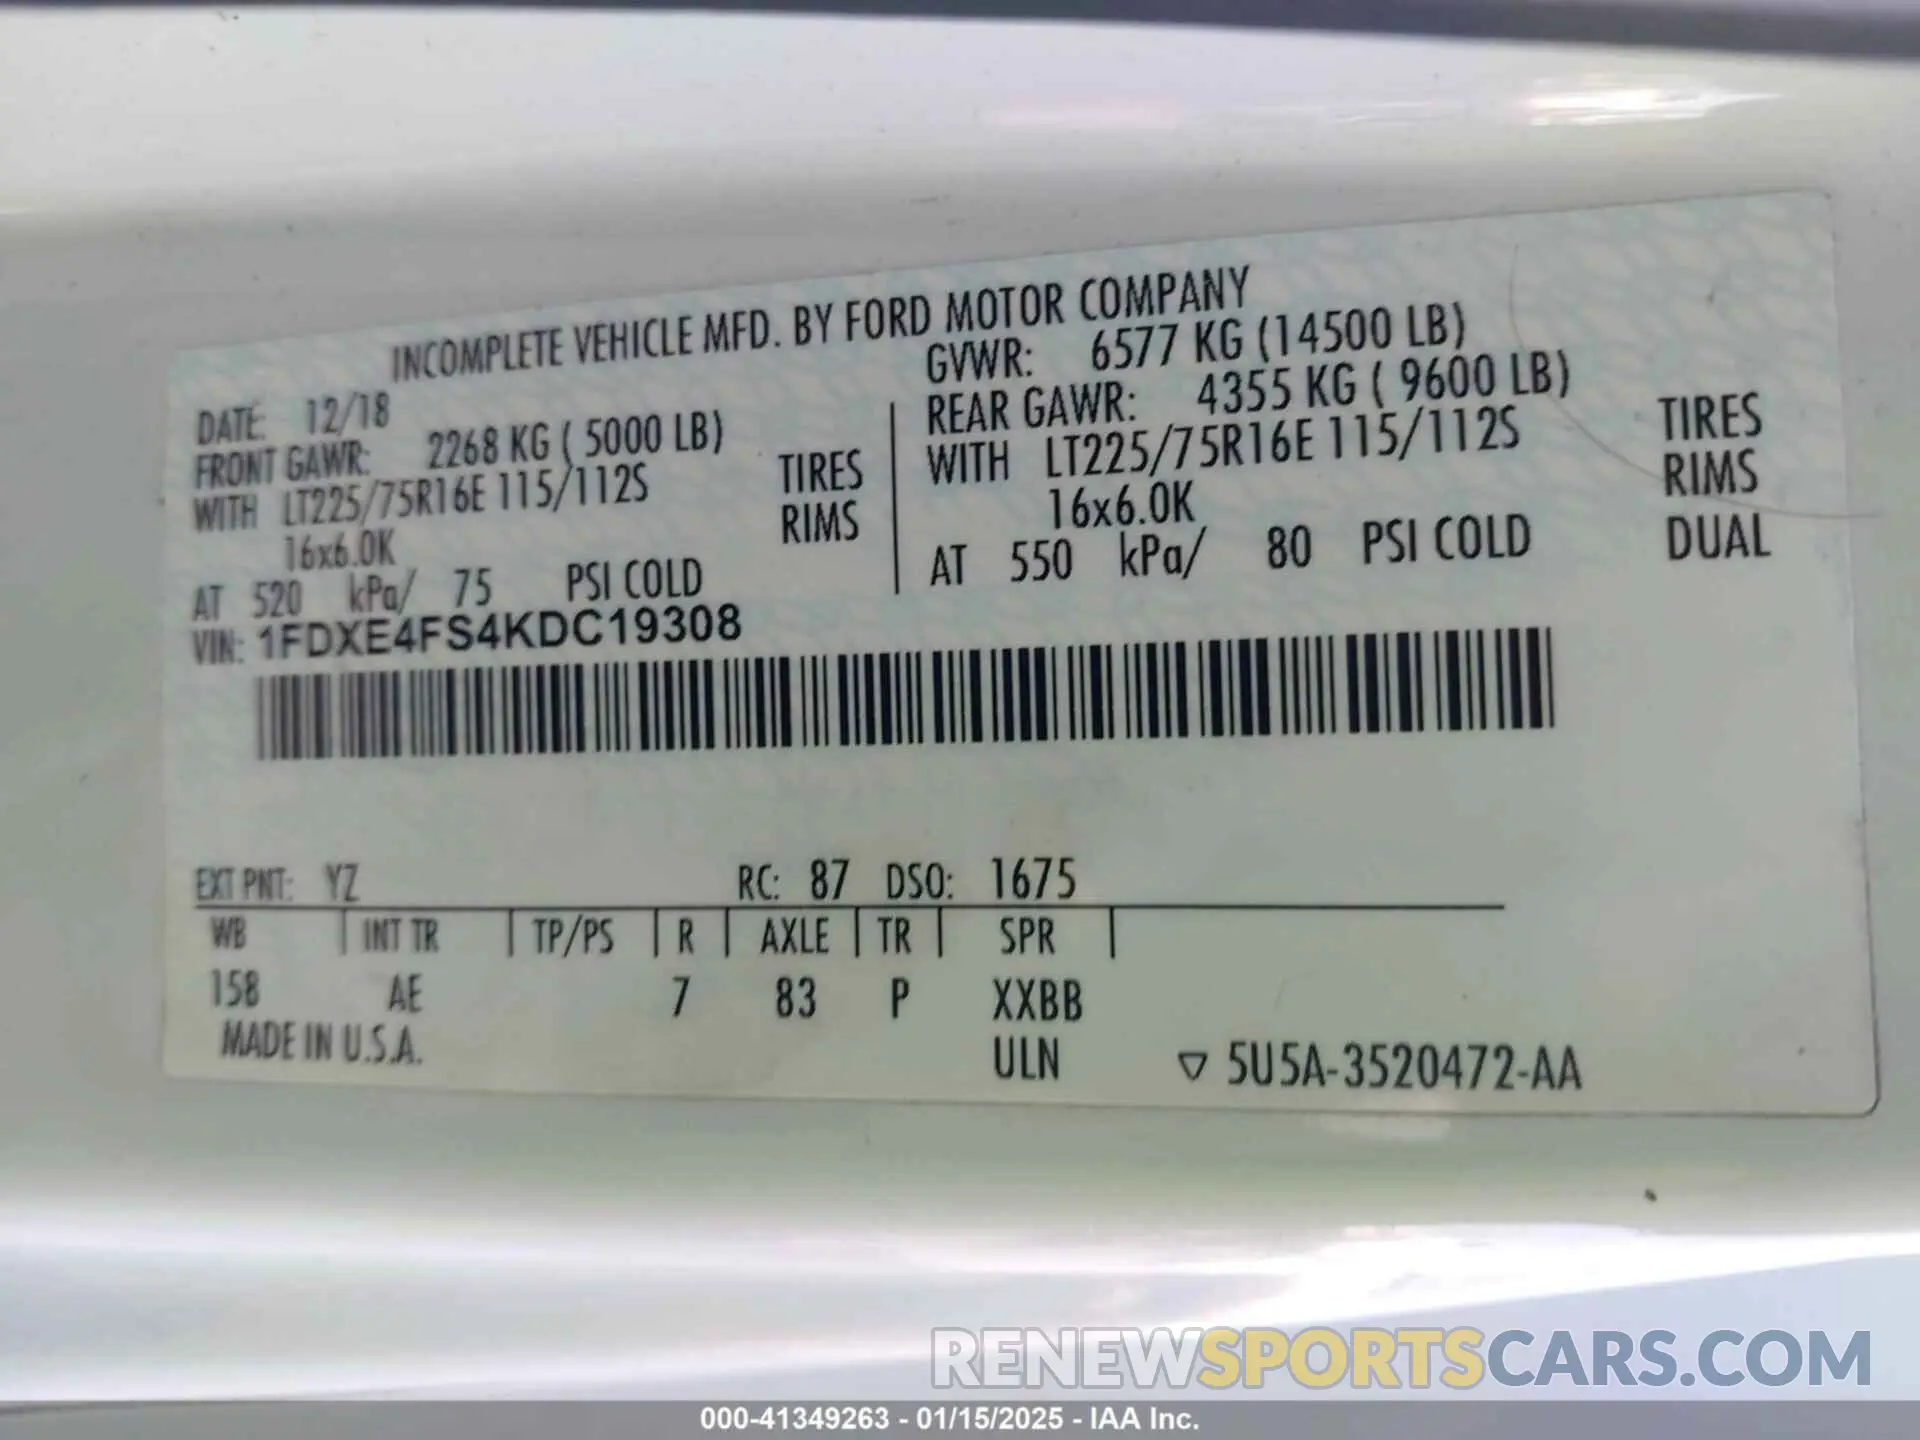 INCOMPLETE VEHICLE MFD. BY FORD MOTOR COMPANY
DATE: 12/18
FRONT GAWR: 2268 KG ( 5000 LB)
WITH LT225/75R16E 115/112S TIRES
16x6.0K RIMS
AT 520 kPa/ 75 PSI COLD
GVWR: 6577 KG (14500 LB)
REAR GAWR: 4355 KG ( 9600 LB)
WITH LT225/75R16E 115/112S TIRES
16x6.0K RIMS
AT 550 kPa/ 80 PSI COLD DUAL
VIN: 1FDXE4FS4KDC19308
EXT PNT: YZ RC: 87 DSO: 1675
WB INT TR TP/PS R AXLE TR SPR
158 AE 7 83 P XXBB
MADE IN U.S.A. ULN ▽ 5U5A-3520472-AA
RENEWSPORTSCARS.COM
000-41349263 - 01/15/2025 - IAA Inc.